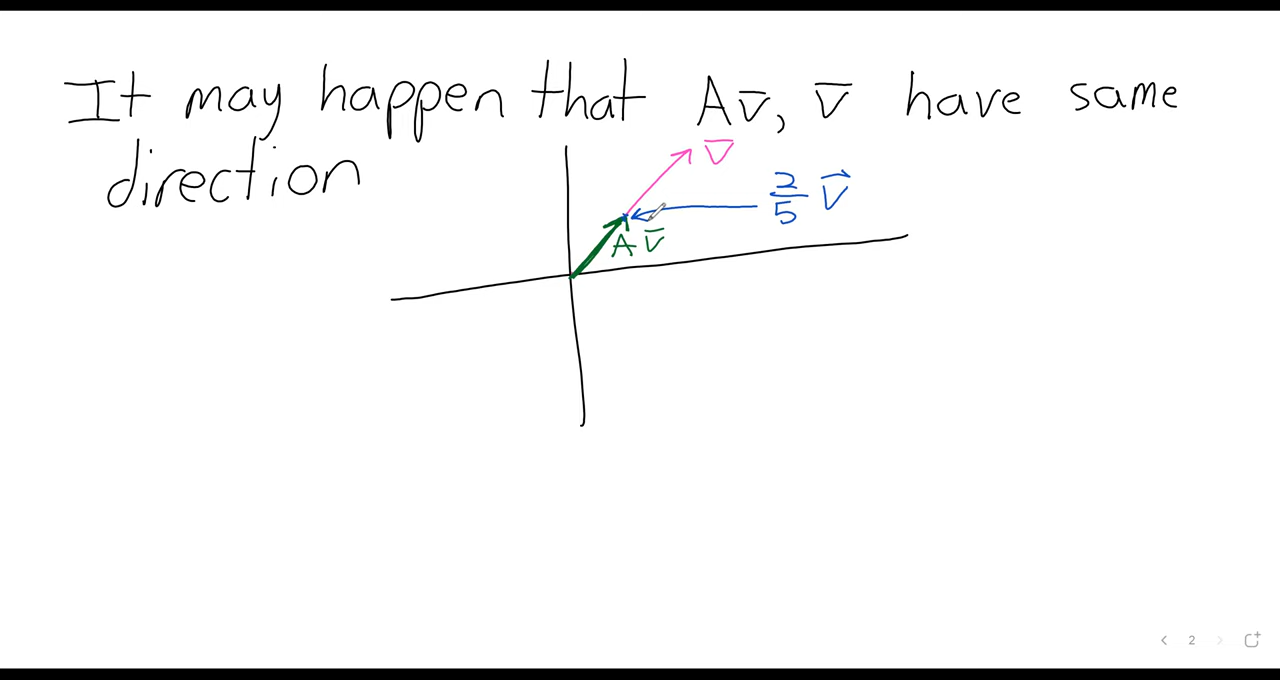 It may happen that Av̅, v̅ have same
direction
v̅
2/5 v⃗
Av̅
2